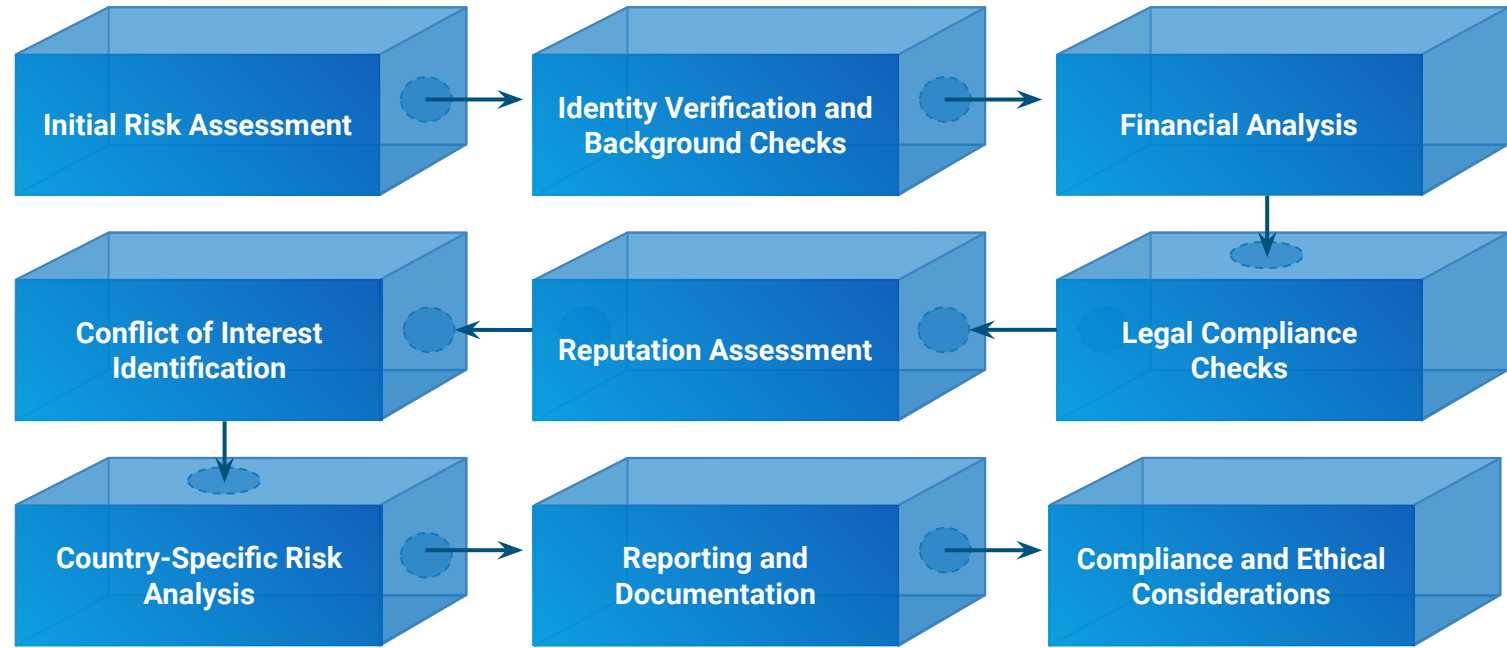 Initial Risk Assessment
Identity Verification and
Background Checks
Financial Analysis
Legal Compliance
Checks
Reputation Assessment
Conflict of Interest
Identification
Country-Specific Risk
Analysis
Reporting and
Documentation
Compliance and Ethical
Considerations